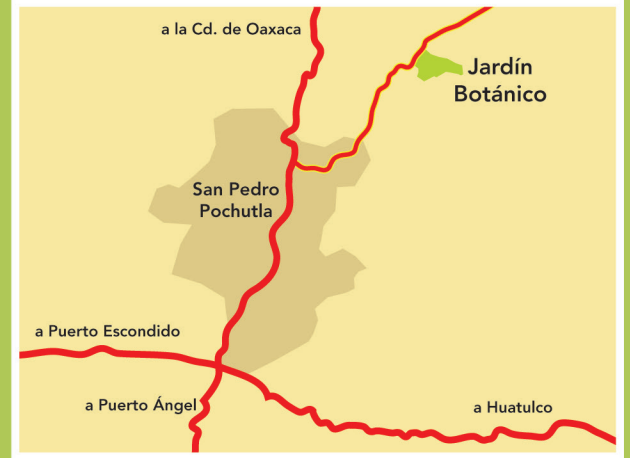 a la Cd. de Oaxaca
Jardín
Botánico
San Pedro
Pochutla
a Puerto Escondido
a Puerto Ángel
a Huatulco